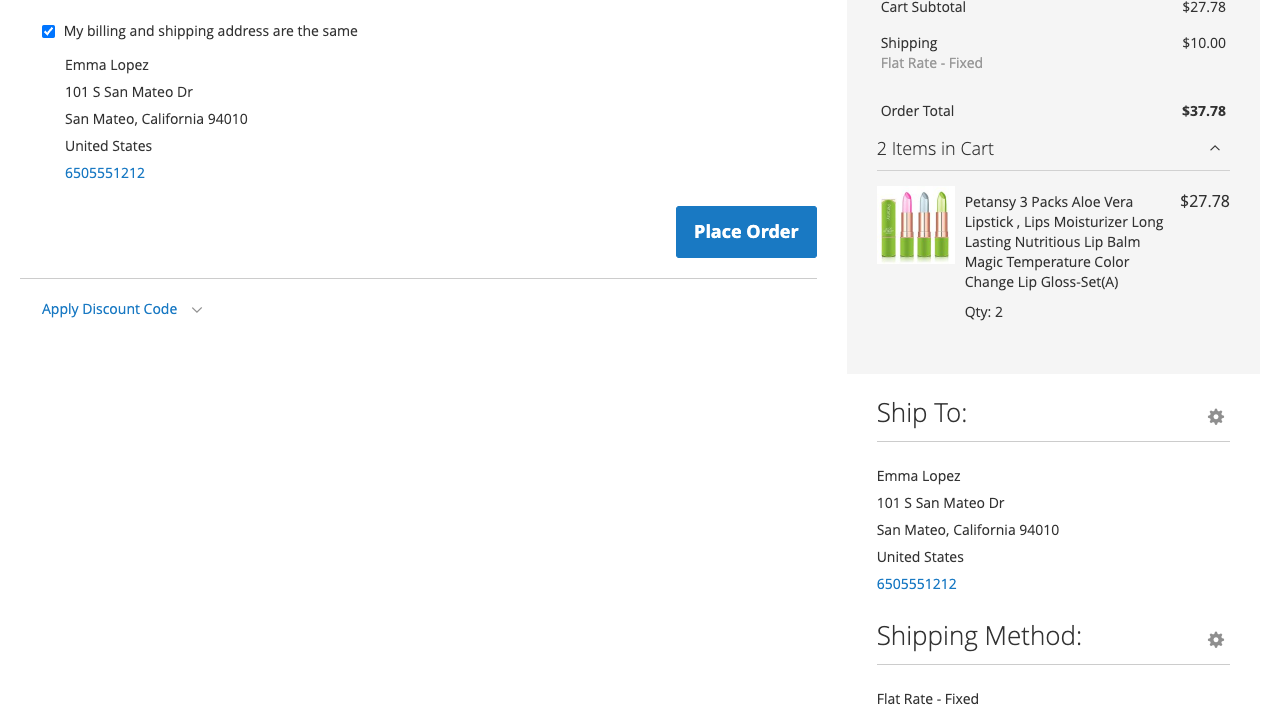 My billing and shipping address are the same
Emma Lopez
101 S San Mateo Dr
San Mateo, California 94010
United States
6505551212
Place Order
Apply Discount Code
Cart Subtotal $27.78
Shipping $10.00
Flat Rate - Fixed
Order Total $37.78
2 Items in Cart
Petansy 3 Packs Aloe Vera $27.78
Lipstick , Lips Moisturizer Long
Lasting Nutritious Lip Balm
Magic Temperature Color
Change Lip Gloss-Set(A)
Qty: 2
Ship To:
Emma Lopez
101 S San Mateo Dr
San Mateo, California 94010
United States
6505551212
Shipping Method:
Flat Rate - Fixed